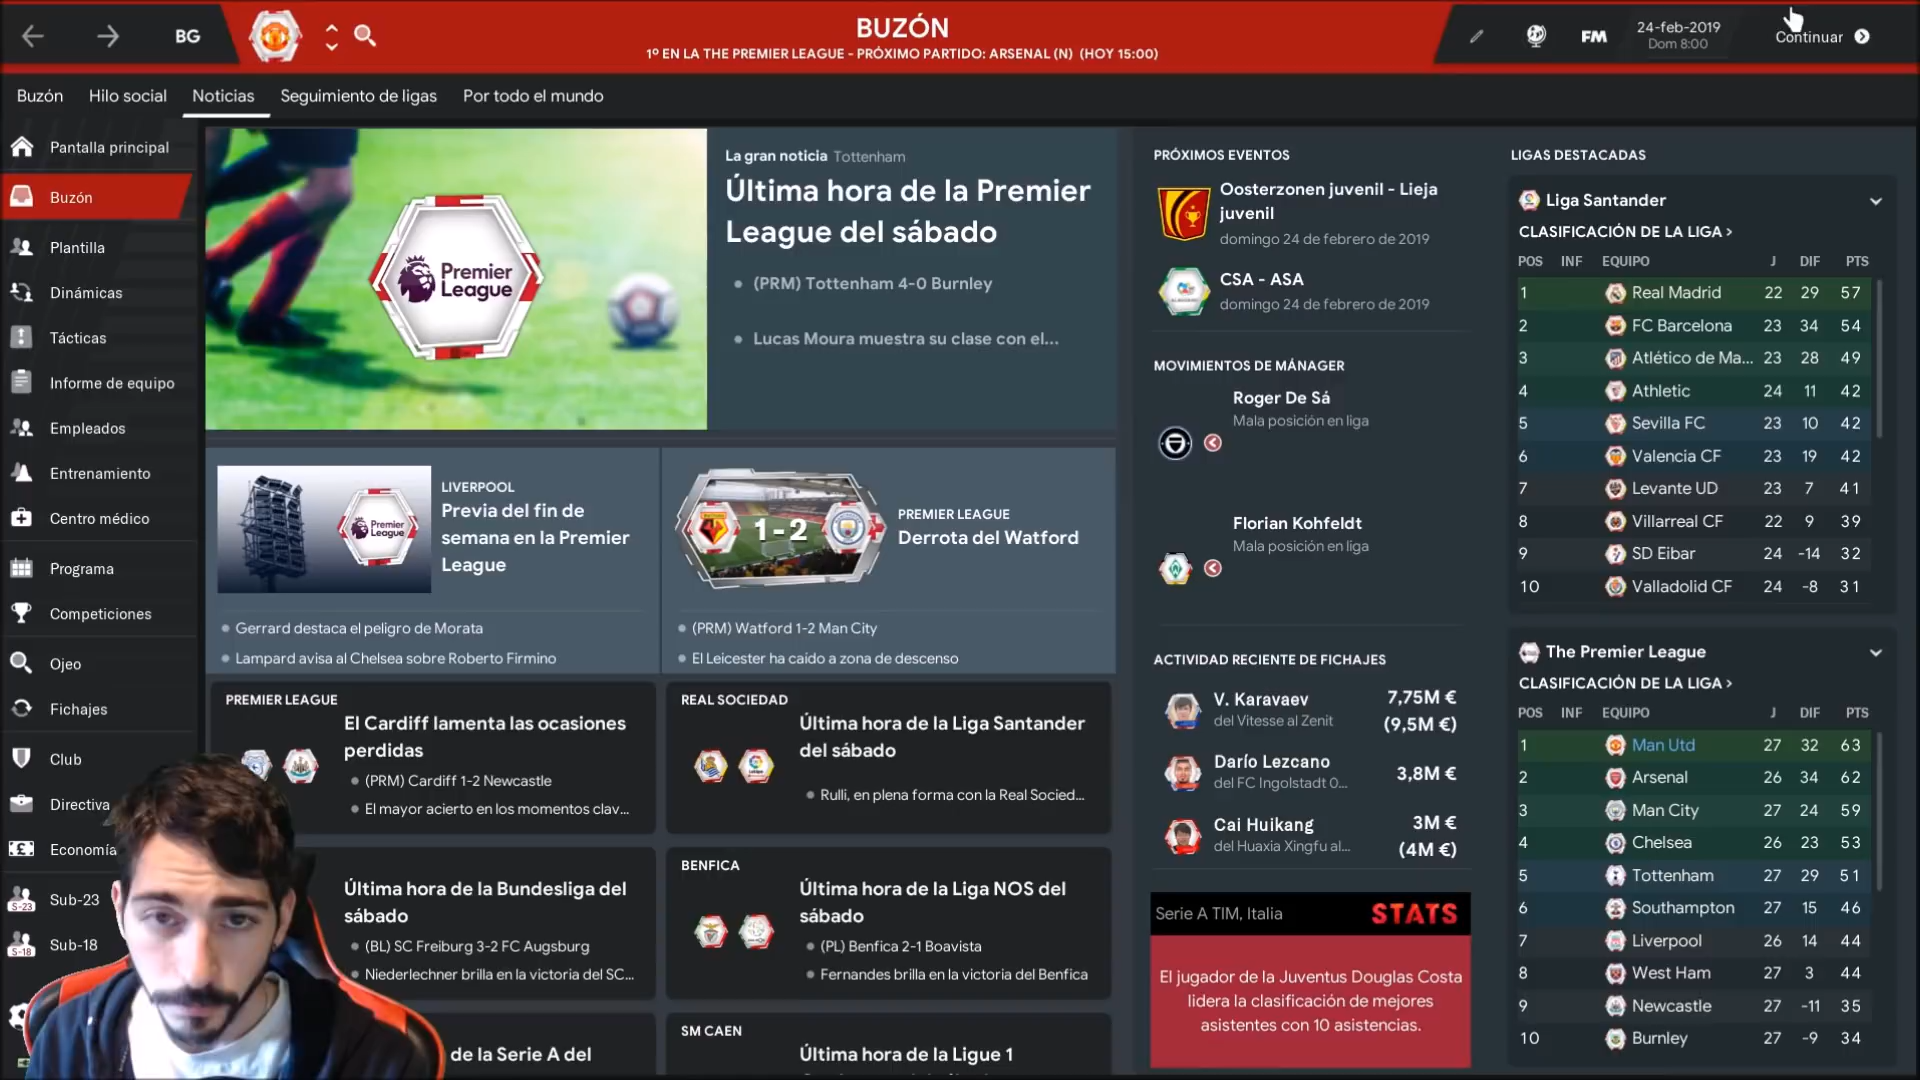 BG
BUZÓN
1º EN LA THE PREMIER LEAGUE - PRÓXIMO PARTIDO: ARSENAL (N) (HOY 15:00)
FM
24-feb-2019
Dom 8:00
Continuar
Buzón
Hilo social
Noticias
Seguimiento de ligas
Por todo el mundo
Pantalla principal
Buzón
Plantilla
Dinámicas
Tácticas
Informe de equipo
Empleados
Entrenamiento
Centro médico
Programa
Competiciones
Ojeo
Fichajes
Club
Directiva
Economía
S-23 Sub-23
S-18 Sub-18
Premier
League
La gran noticia Tottenham
Última hora de la Premier
League del sábado
(PRM) Tottenham 4-0 Burnley
Lucas Moura muestra su clase con el...
Premier
League
LIVERPOOL
Previa del fin de
semana en la Premier
League
Gerrard destaca el peligro de Morata
Lampard avisa al Chelsea sobre Roberto Firmino
1-2
PREMIER LEAGUE
Derrota del Watford
(PRM) Watford 1-2 Man City
El Leicester ha caído a zona de descenso
PREMIER LEAGUE
El Cardiff lamenta las ocasiones
perdidas
(PRM) Cardiff 1-2 Newcastle
El mayor acierto en los momentos clav...
REAL SOCIEDAD
Última hora de la Liga Santander
del sábado
Rulli, en plena forma con la Real Socied...
Última hora de la Bundesliga del
sábado
(BL) SC Freiburg 3-2 FC Augsburg
Niederlechner brilla en la victoria del SC...
BENFICA
Última hora de la Liga NOS del
sábado
(PL) Benfica 2-1 Boavista
Fernandes brilla en la victoria del Benfica
de la Serie A del
SM CAEN
Última hora de la Ligue 1
PRÓXIMOS EVENTOS
Oosterzonen juvenil - Lieja
juvenil
domingo 24 de febrero de 2019
CSA - ASA
domingo 24 de febrero de 2019
MOVIMIENTOS DE MÁNAGER
Roger De Sá
Mala posición en liga
Florian Kohfeldt
Mala posición en liga
ACTIVIDAD RECIENTE DE FICHAJES
V. Karavaev 7,75M €
del Vitesse al Zenit (9,5M €)
Darío Lezcano
del FC Ingolstadt 0... 3,8M €
Cai Huikang 3M €
del Huaxia Xingfu al... (4M €)
Serie A TIM, Italia STATS
El jugador de la Juventus Douglas Costa
lidera la clasificación de mejores
asistentes con 10 asistencias.
LIGAS DESTACADAS
Liga Santander
CLASIFICACIÓN DE LA LIGA >
POS INF EQUIPO J DIF PTS
1 Real Madrid 22 29 57
2 FC Barcelona 23 34 54
3 Atlético de Ma... 23 28 49
4 Athletic 24 11 42
5 Sevilla FC 23 10 42
6 Valencia CF 23 19 42
7 Levante UD 23 7 41
8 Villarreal CF 22 9 39
9 SD Eibar 24 -14 32
10 Valladolid CF 24 -8 31
The Premier League
CLASIFICACIÓN DE LA LIGA >
POS INF EQUIPO J DIF PTS
1 Man Utd 27 32 63
2 Arsenal 26 34 62
3 Man City 27 24 59
4 Chelsea 26 23 53
5 Tottenham 27 29 51
6 Southampton 27 15 46
7 Liverpool 26 14 44
8 West Ham 27 3 44
9 Newcastle 27 -11 35
10 Burnley 27 -9 34